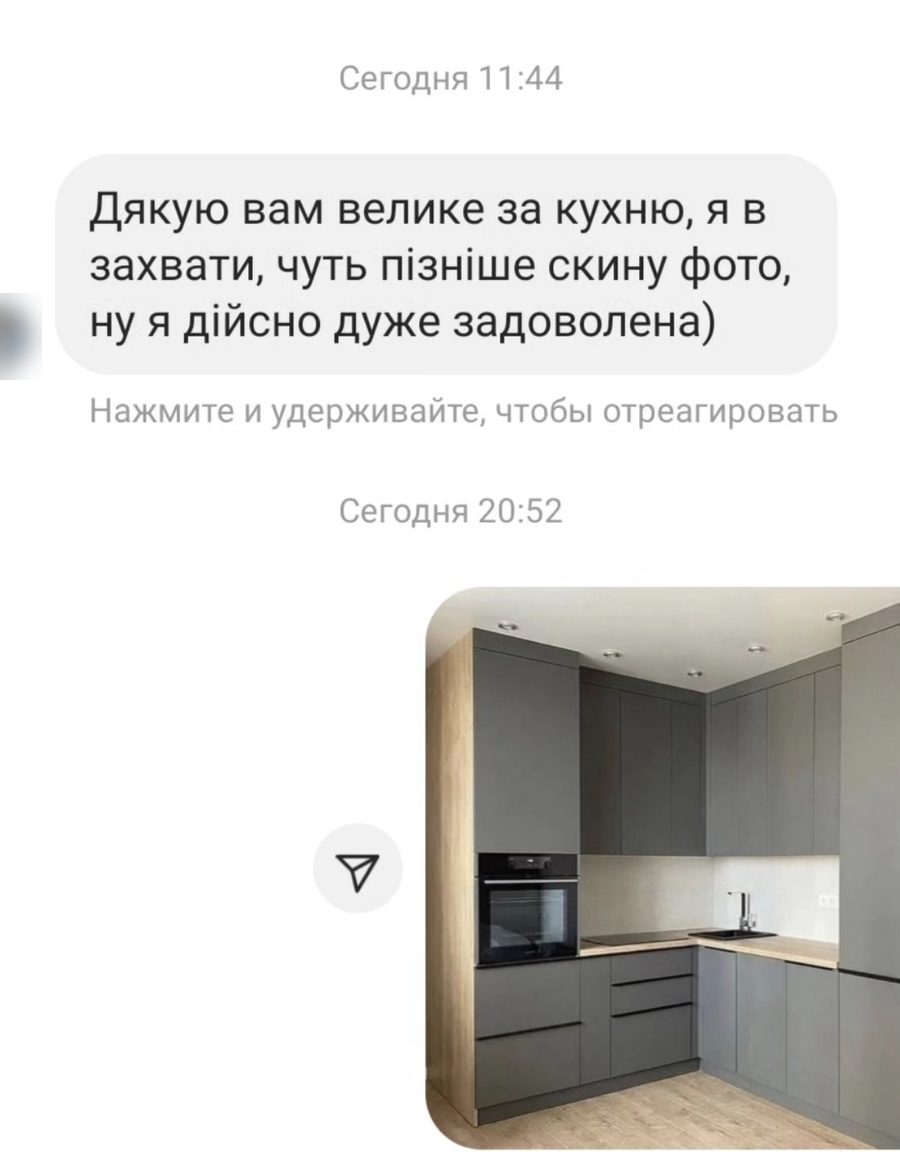 Сегодня 11:44
Дякую вам велике за кухню, я в
захвати, чуть пізніше скину фото,
ну я дійсно дуже задоволена)
Нажмите и удерживайте, чтобы отреагировать
Сегодня 20:52